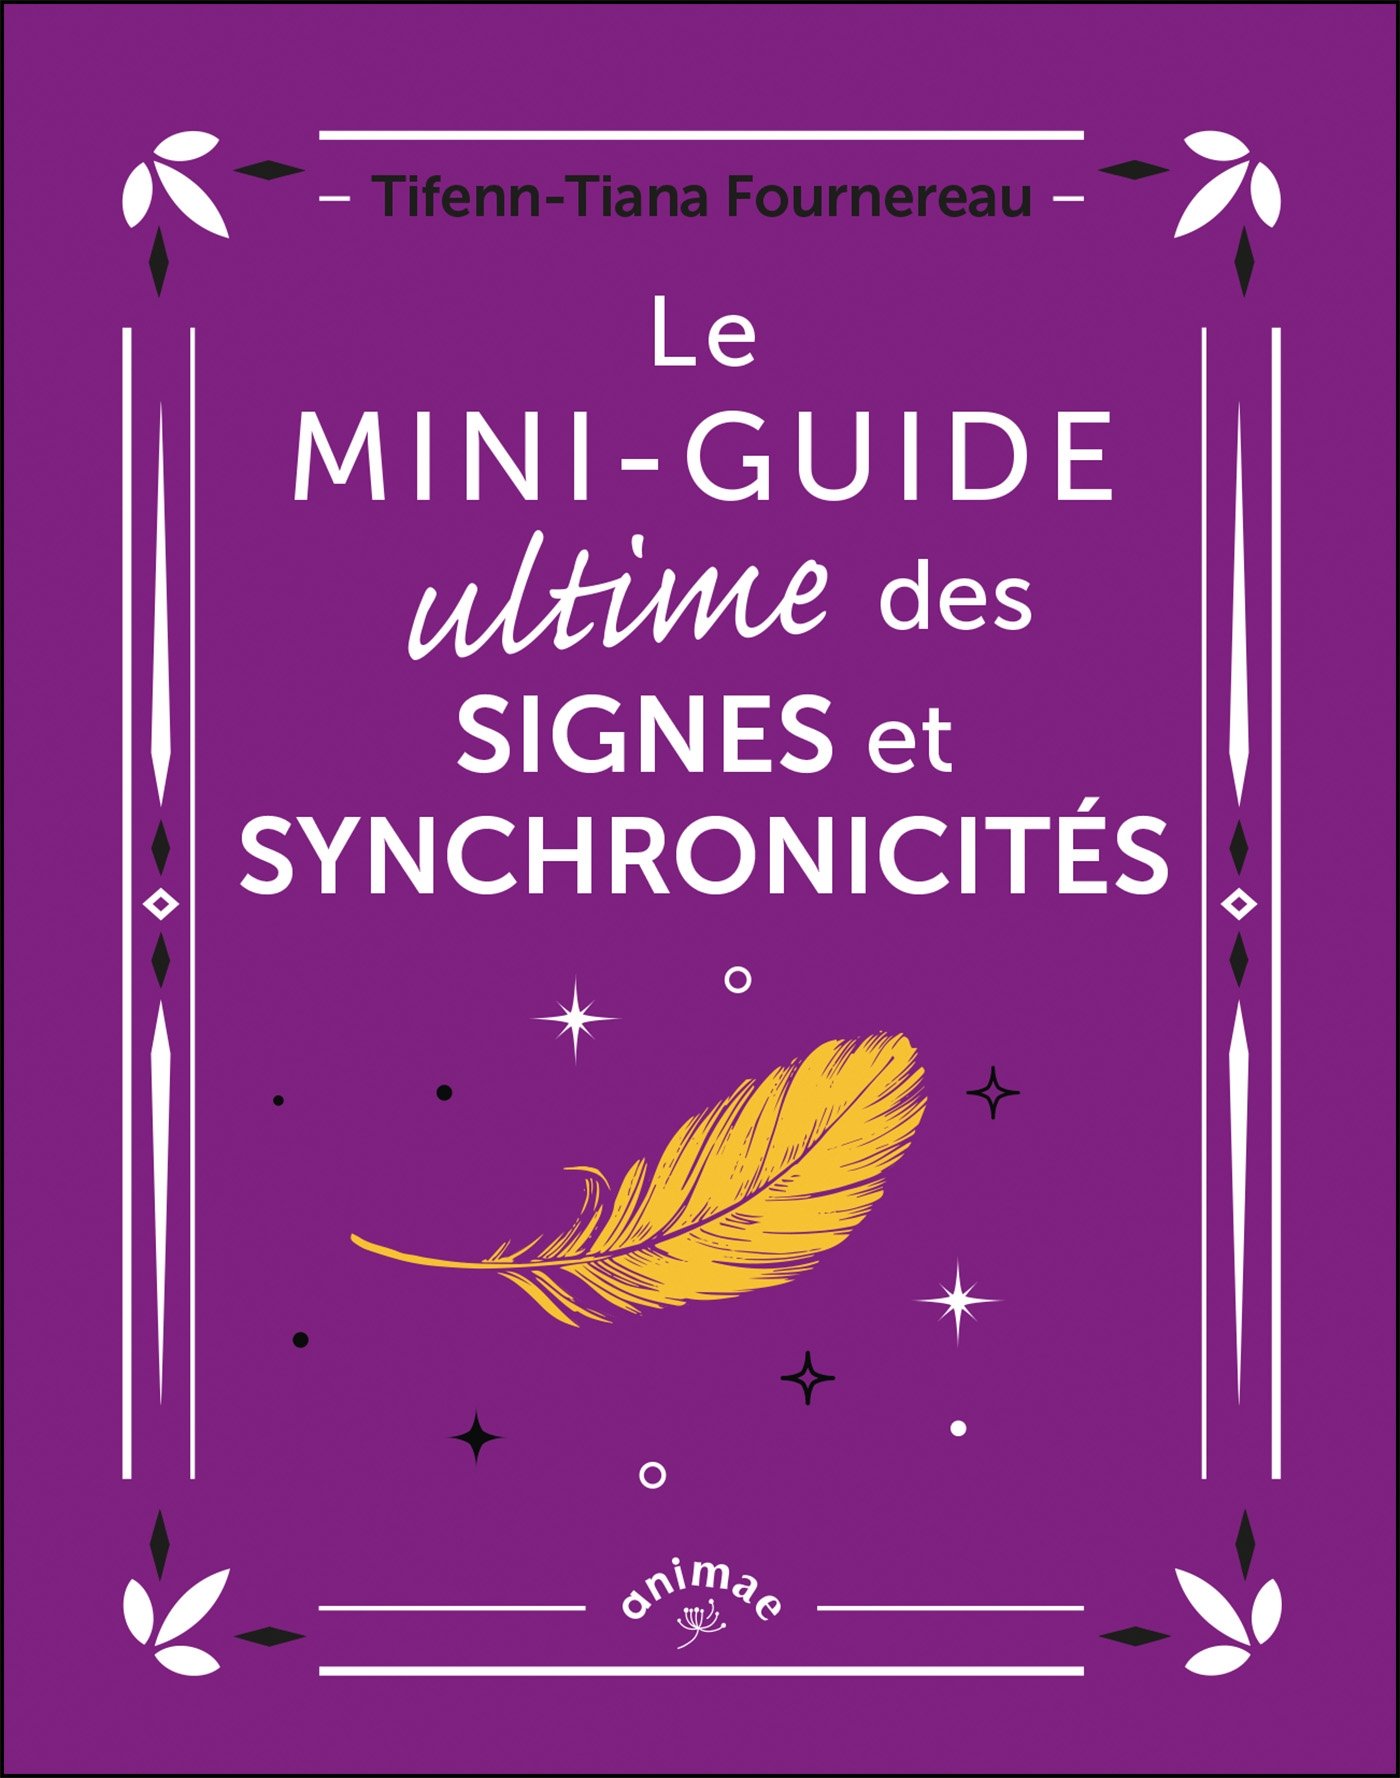 Tifenn-Tiana Fournereau
Le
MINI-GUIDE
ultime des
SIGNES et
SYNCHRONICITÉS
animae